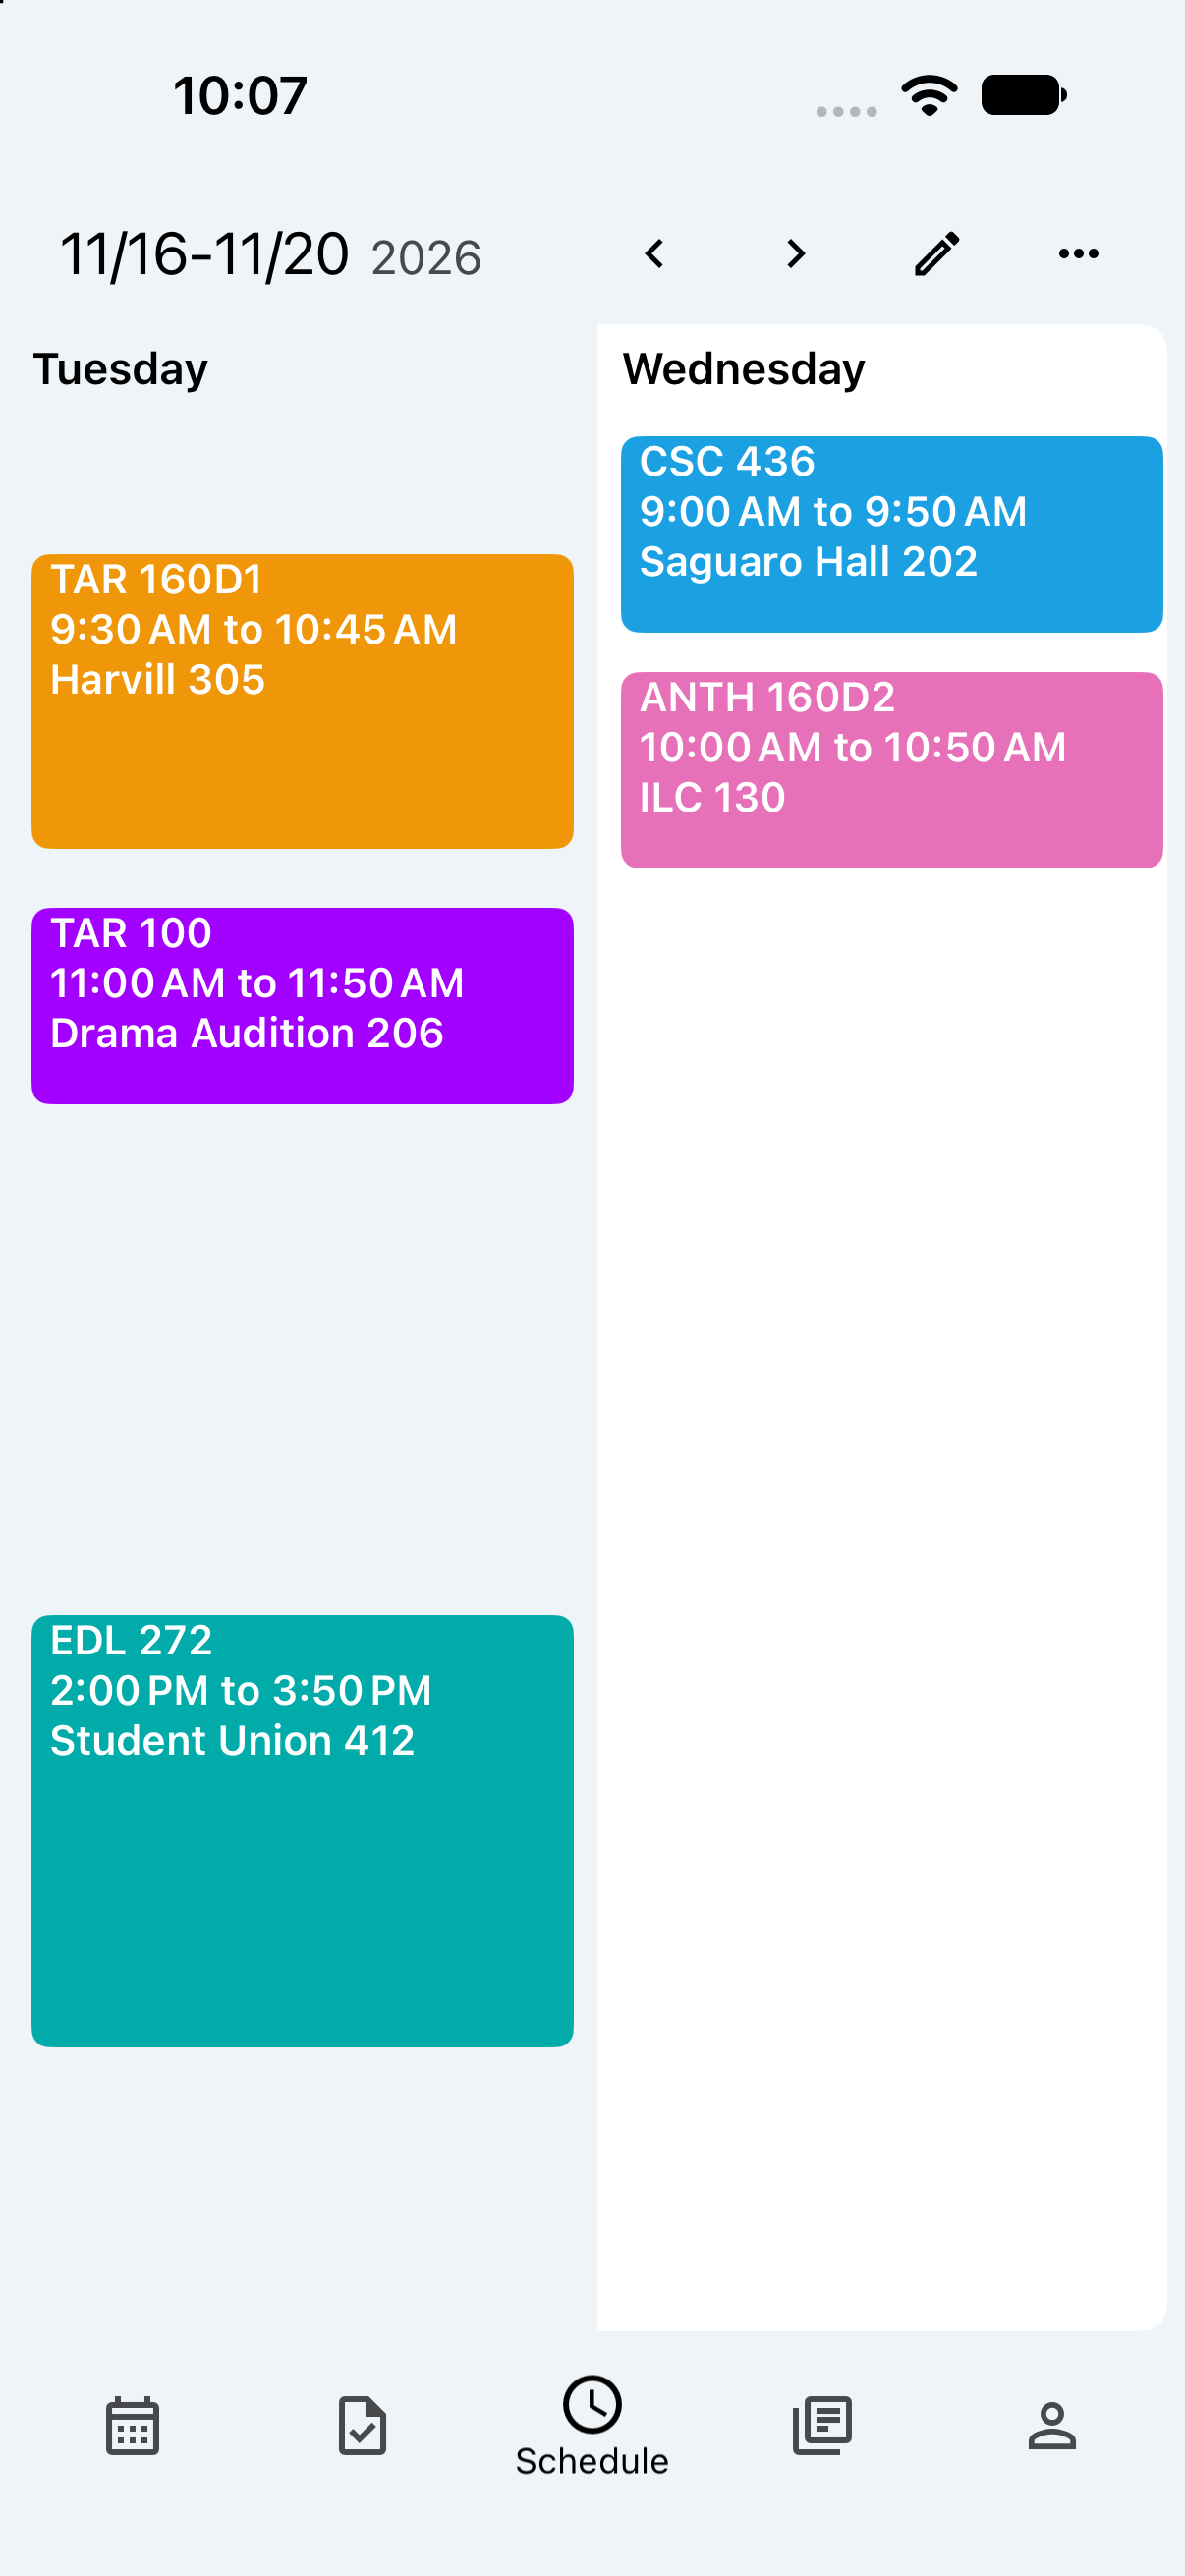 10:07
11/16-11/20 2026
Tuesday
TAR 160D1
9:30 AM to 10:45 AM
Harvill 305
TAR 100
11:00 AM to 11:50 AM
Drama Audition 206
EDL 272
2:00 PM to 3:50 PM
Student Union 412
Wednesday
CSC 436
9:00 AM to 9:50 AM
Saguaro Hall 202
ANTH 160D2
10:00 AM to 10:50 AM
ILC 130
Schedule